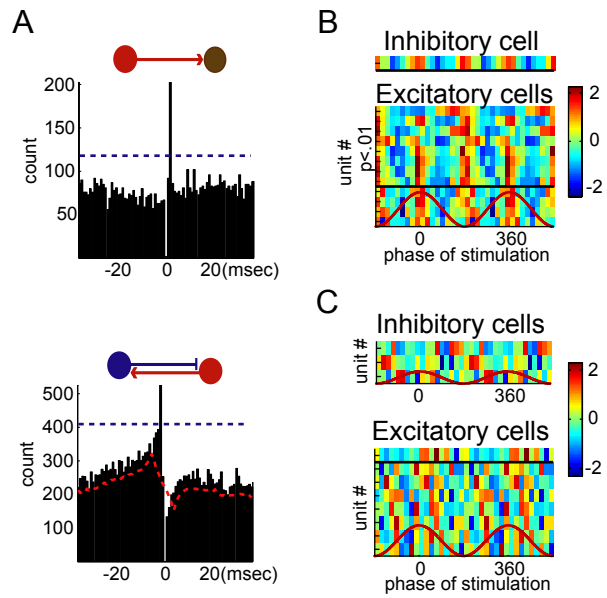 A
200
150
100
50
count
-20 0 20(msec)
500
400
300
200
100
count
-20 0 20(msec)
B
Inhibitory cell
Excitatory cells
unit #
p<.01
2
0
-2
0 360
phase of stimulation
C
Inhibitory cells
unit #
0 360
Excitatory cells
unit #
2
0
-2
0 360
phase of stimulation